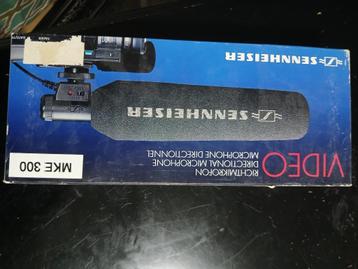 SENNHEISER
SENNHEISER
VIDEO
RICHTMIKROFON
DIRECTIONAL MICROPHONE
MICROPHONE DIRECTIONNEL
MKE 300